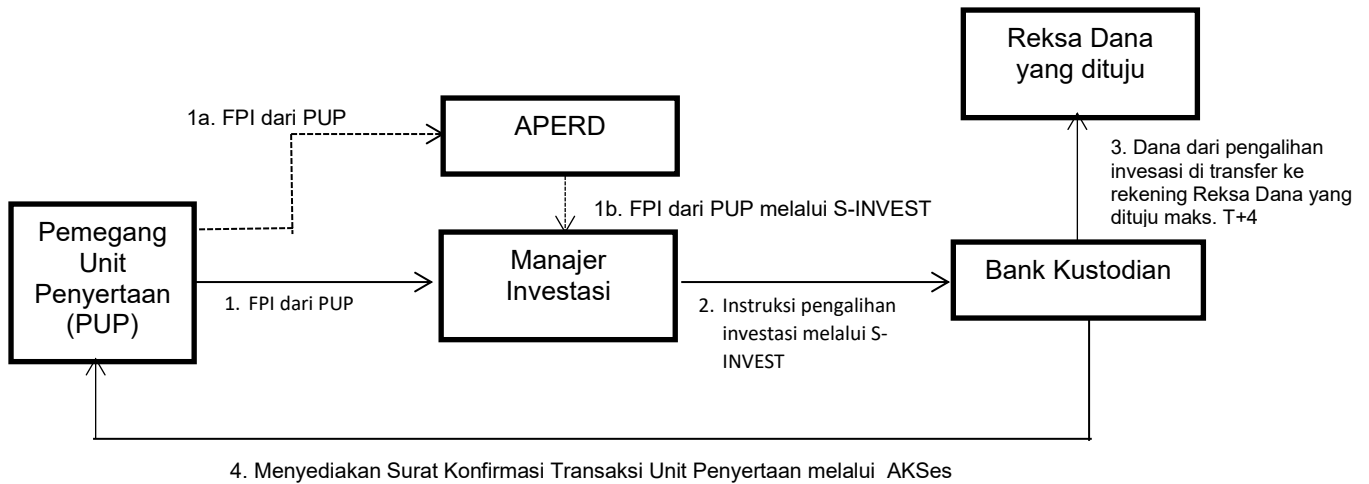 Reksa Dana
yang dituju
1a. FPI dari PUP
APERD
3. Dana dari pengalihan
invesasi di transfer ke
rekening Reksa Dana yang
dituju maks. T+4
1b. FPI dari PUP melalui S-INVEST
Pemegang
Unit
Penyertaan
(PUP)
Manajer
Investasi
Bank Kustodian
1. FPI dari PUP
2. Instruksi pengalihan
investasi melalui S-
INVEST
4. Menyediakan Surat Konfirmasi Transaksi Unit Penyertaan melalui AKSes